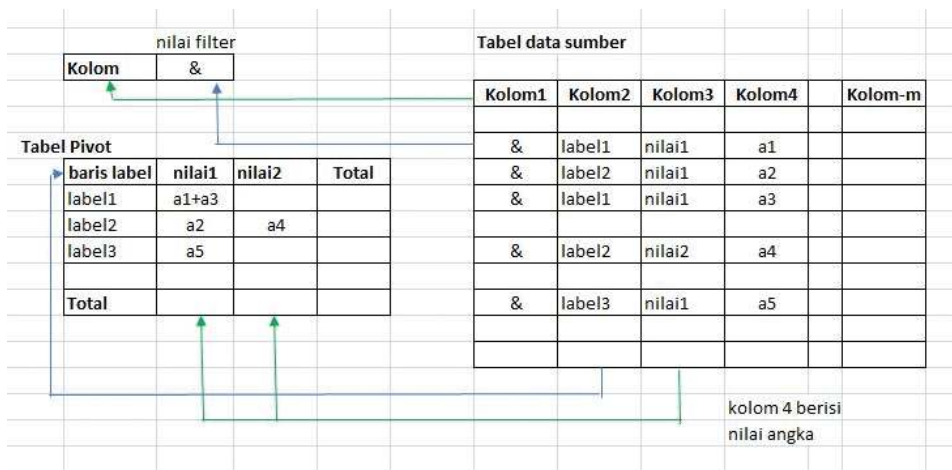 nilai filter
Kolom &
Tabel data sumber
Kolom1 Kolom2 Kolom3 Kolom4 Kolom-m
& label1 nilai1 a1
& label2 nilai1 a2
& label1 nilai1 a3
& label2 nilai2 a4
& label3 nilai1 a5
Tabel Pivot
baris label nilai1 nilai2 Total
label1 a1+a3
label2 a2 a4
label3 a5
Total
kolom 4 berisi
nilai angka